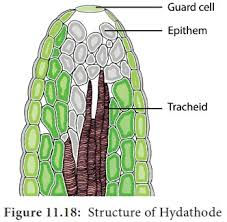 Guard cell
Epithem
Tracheid
Figure 11.18: Structure of Hydathode